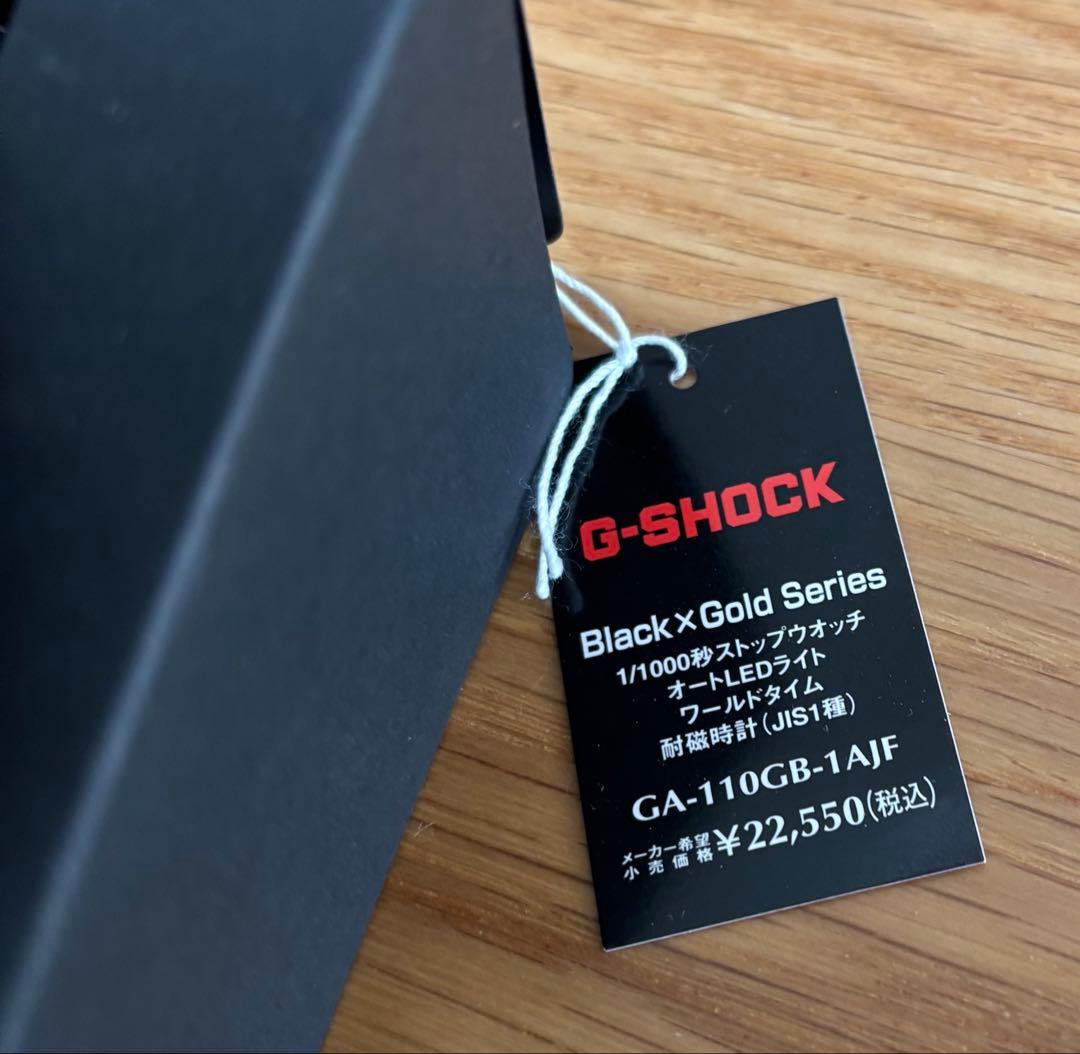 G-SHOCK
Black×Gold Series
1/1000秒ストップウオッチ
オートLEDライト
ワールドタイム
耐磁時計(JIS1種)
GA-110GB-1AJF
メーカー希望小売価格 ¥22,550(税込)